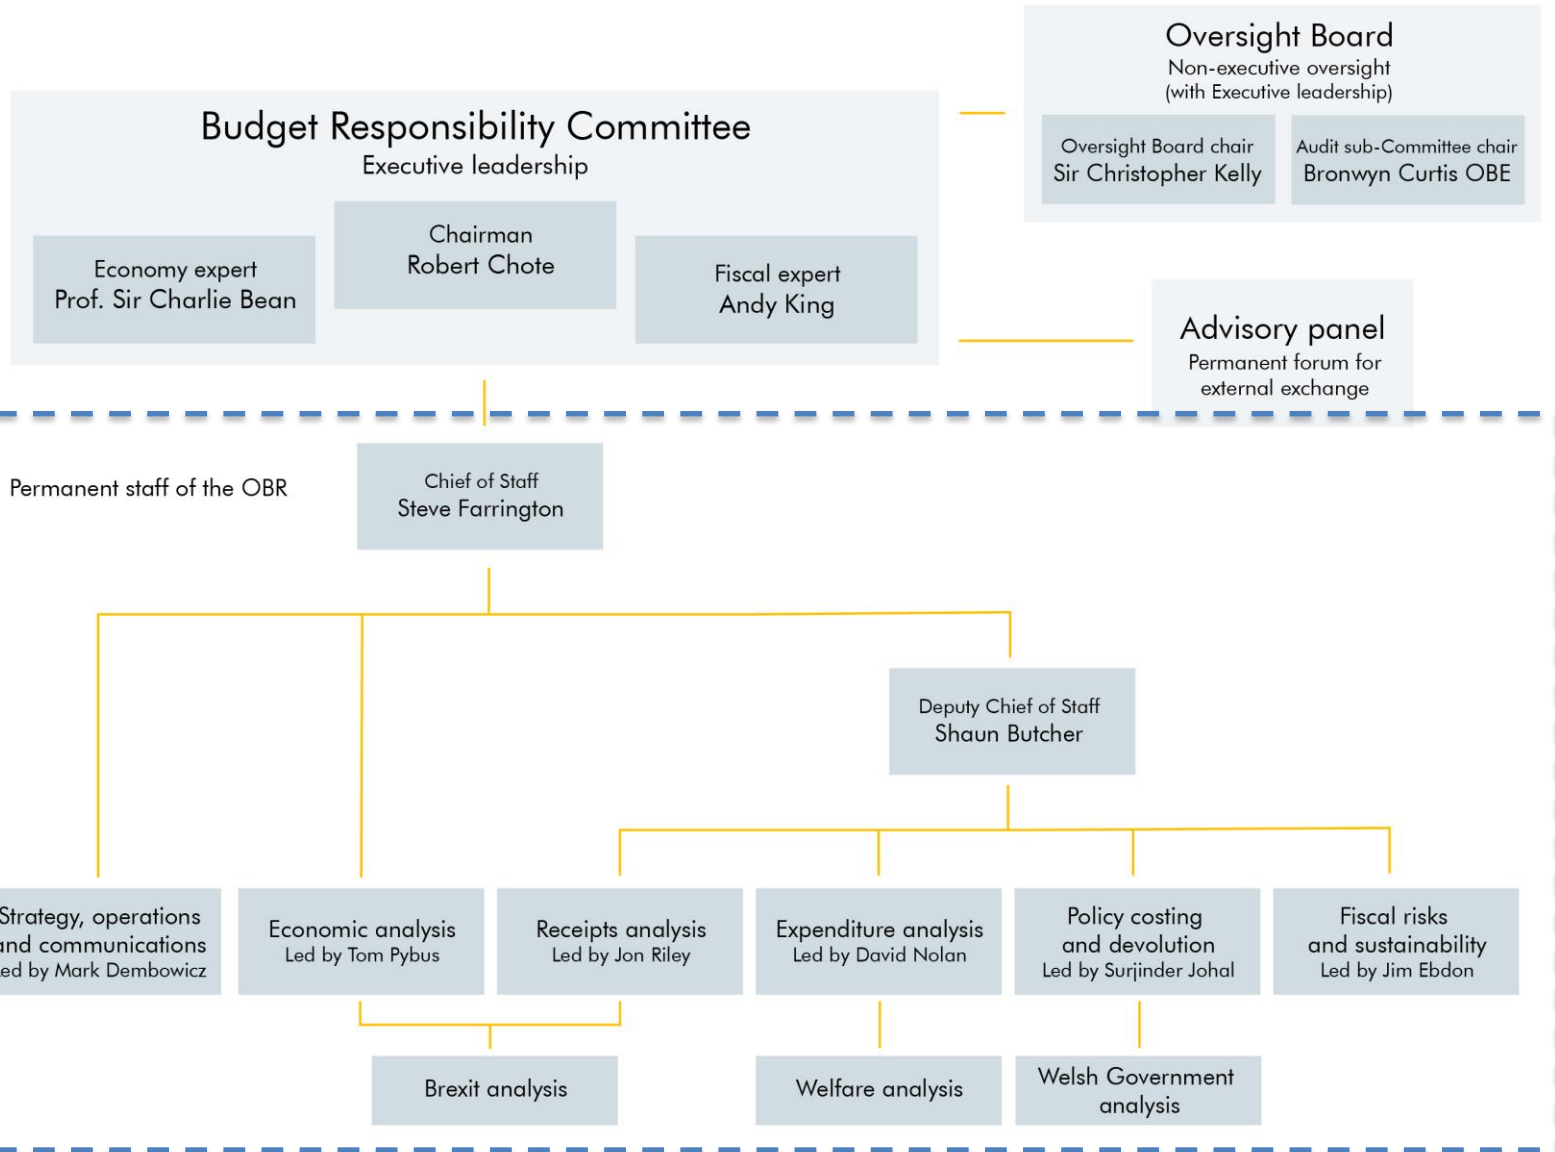 Oversight Board
Non-executive oversight
(with Executive leadership)
Oversight Board chair
Sir Christopher Kelly
Audit sub-Committee chair
Bronwyn Curtis OBE
Budget Responsibility Committee
Executive leadership
Economy expert
Prof. Sir Charlie Bean
Chairman
Robert Chote
Fiscal expert
Andy King
Advisory panel
Permanent forum for
external exchange
Permanent staff of the OBR
Chief of Staff
Steve Farrington
Deputy Chief of Staff
Shaun Butcher
Strategy, operations
and communications
Led by Mark Dembowicz
Economic analysis
Led by Tom Pybus
Receipts analysis
Led by Jon Riley
Expenditure analysis
Led by David Nolan
Policy costing
and devolution
Led by Surjinder Johal
Fiscal risks
and sustainability
Led by Jim Ebdon
Brexit analysis
Welfare analysis
Welsh Government
analysis